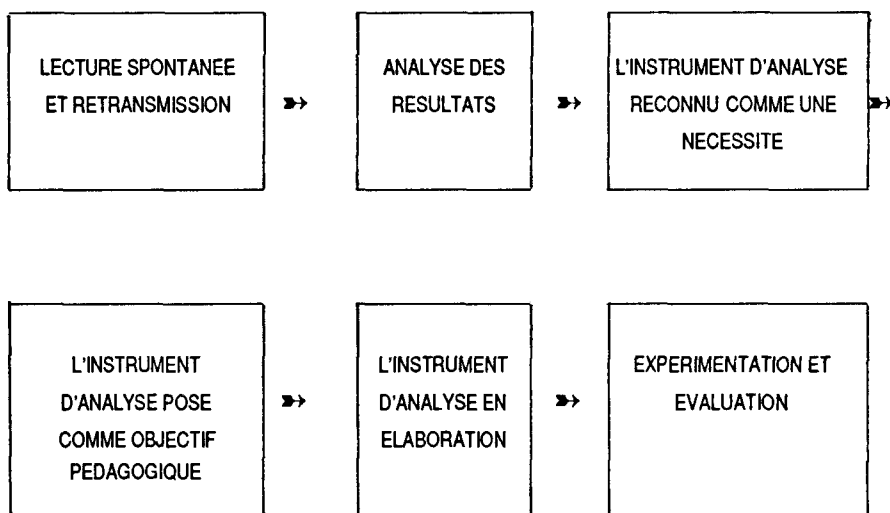 LECTURE SPONTANEE
ET RETRANSMISSION
ANALYSE DES
RESULTATS
L'INSTRUMENT D'ANALYSE
RECONNU COMME UNE
NECESSITE
L'INSTRUMENT
D'ANALYSE POSE
COMME OBJECTIF
PEDAGOGIQUE
L'INSTRUMENT
D'ANALYSE EN
ELABORATION
EXPERIMENTATION ET
EVALUATION